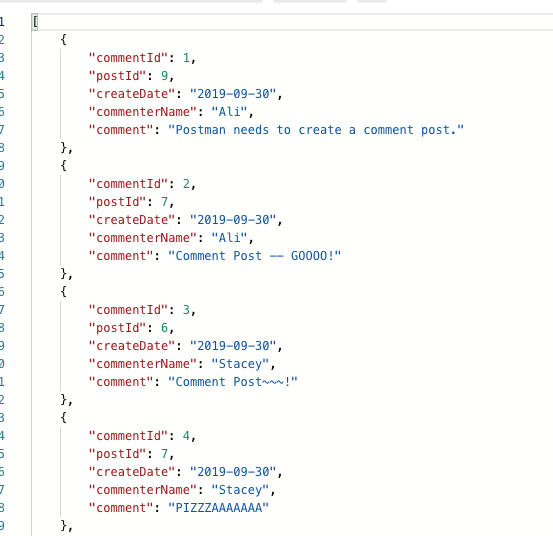 1 [
2 {
3 "commentId": 1,
4 "postId": 9,
5 "createDate": "2019-09-30",
6 "commenterName": "Ali",
7 "comment": "Postman needs to create a comment post."
8 },
9 {
0 "commentId": 2,
1 "postId": 7,
2 "createDate": "2019-09-30",
3 "commenterName": "Ali",
4 "comment": "Comment Post -- GOOOO!"
5 },
6 {
7 "commentId": 3,
8 "postId": 6,
9 "createDate": "2019-09-30",
0 "commenterName": "Stacey",
1 "comment": "Comment Post~~~!"
2 },
3 {
4 "commentId": 4,
5 "postId": 7,
6 "createDate": "2019-09-30",
7 "commenterName": "Stacey",
8 "comment": "PIZZZAAAAAAA"
9 },